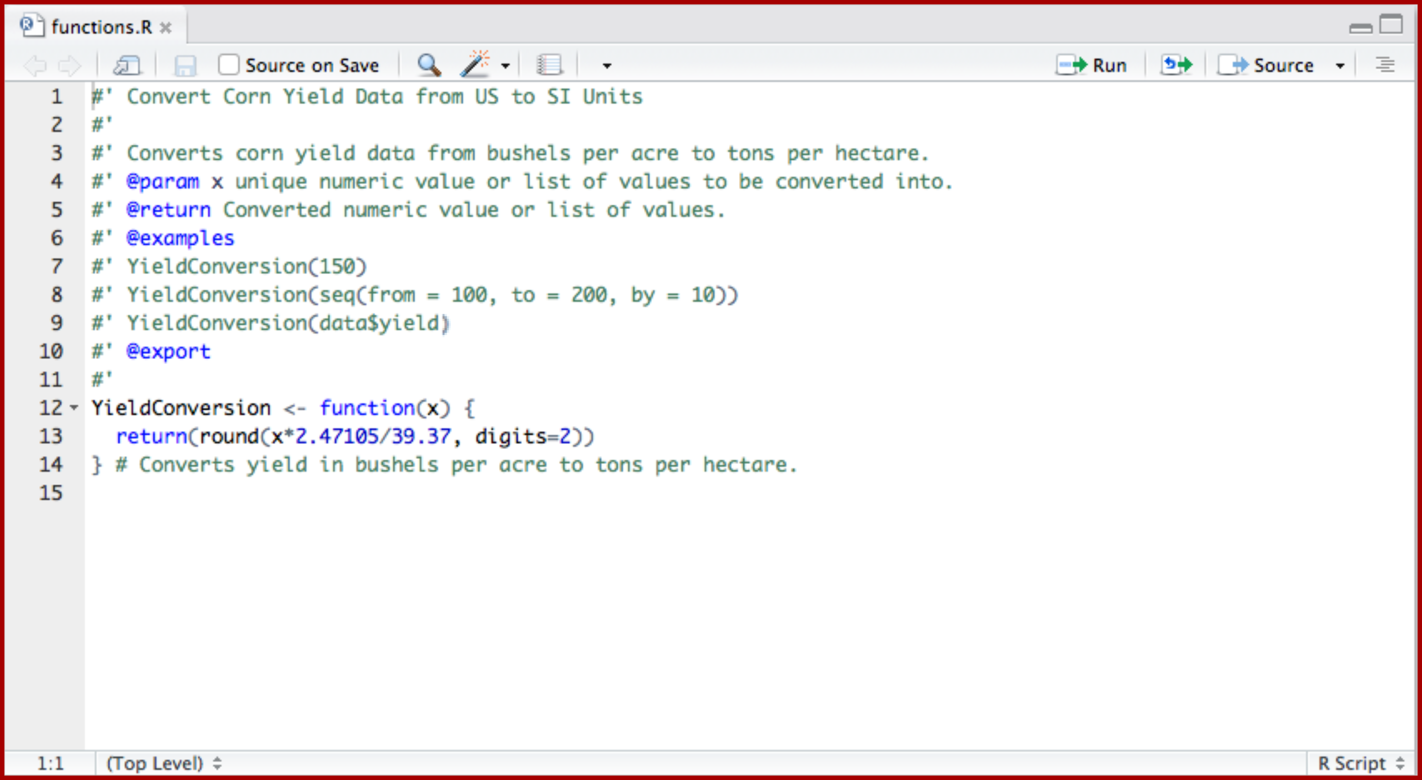 functions.R
Source on Save
Run
Source
1 #' Convert Corn Yield Data from US to SI Units
2 #'
3 #' Converts corn yield data from bushels per acre to tons per hectare.
4 #' @param x unique numeric value or list of values to be converted into.
5 #' @return Converted numeric value or list of values.
6 #' @examples
7 #' YieldConversion(150)
8 #' YieldConversion(seq(from = 100, to = 200, by = 10))
9 #' YieldConversion(data$yield)
10 #' @export
11 #'
12 YieldConversion <- function(x) {
13   return(round(x*2.47105/39.37, digits=2))
14 } # Converts yield in bushels per acre to tons per hectare.
15
1:1 (Top Level) R Script